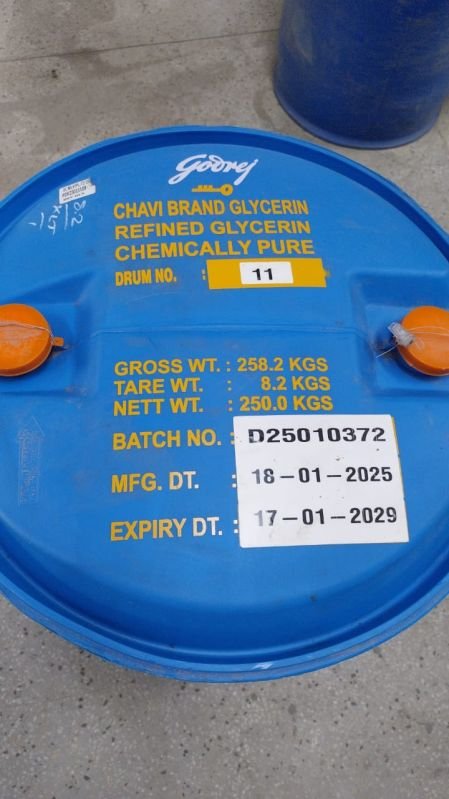 Godrej
CHAVI BRAND GLYCERIN
REFINED GLYCERIN
CHEMICALLY PURE
DRUM NO. : 11
GROSS WT. : 258.2 KGS
TARE WT. : 8.2 KGS
NETT WT. : 250.0 KGS
BATCH NO. : D25010372
MFG. DT. : 18-01-2025
EXPIRY DT. : 17-01-2029
8.2